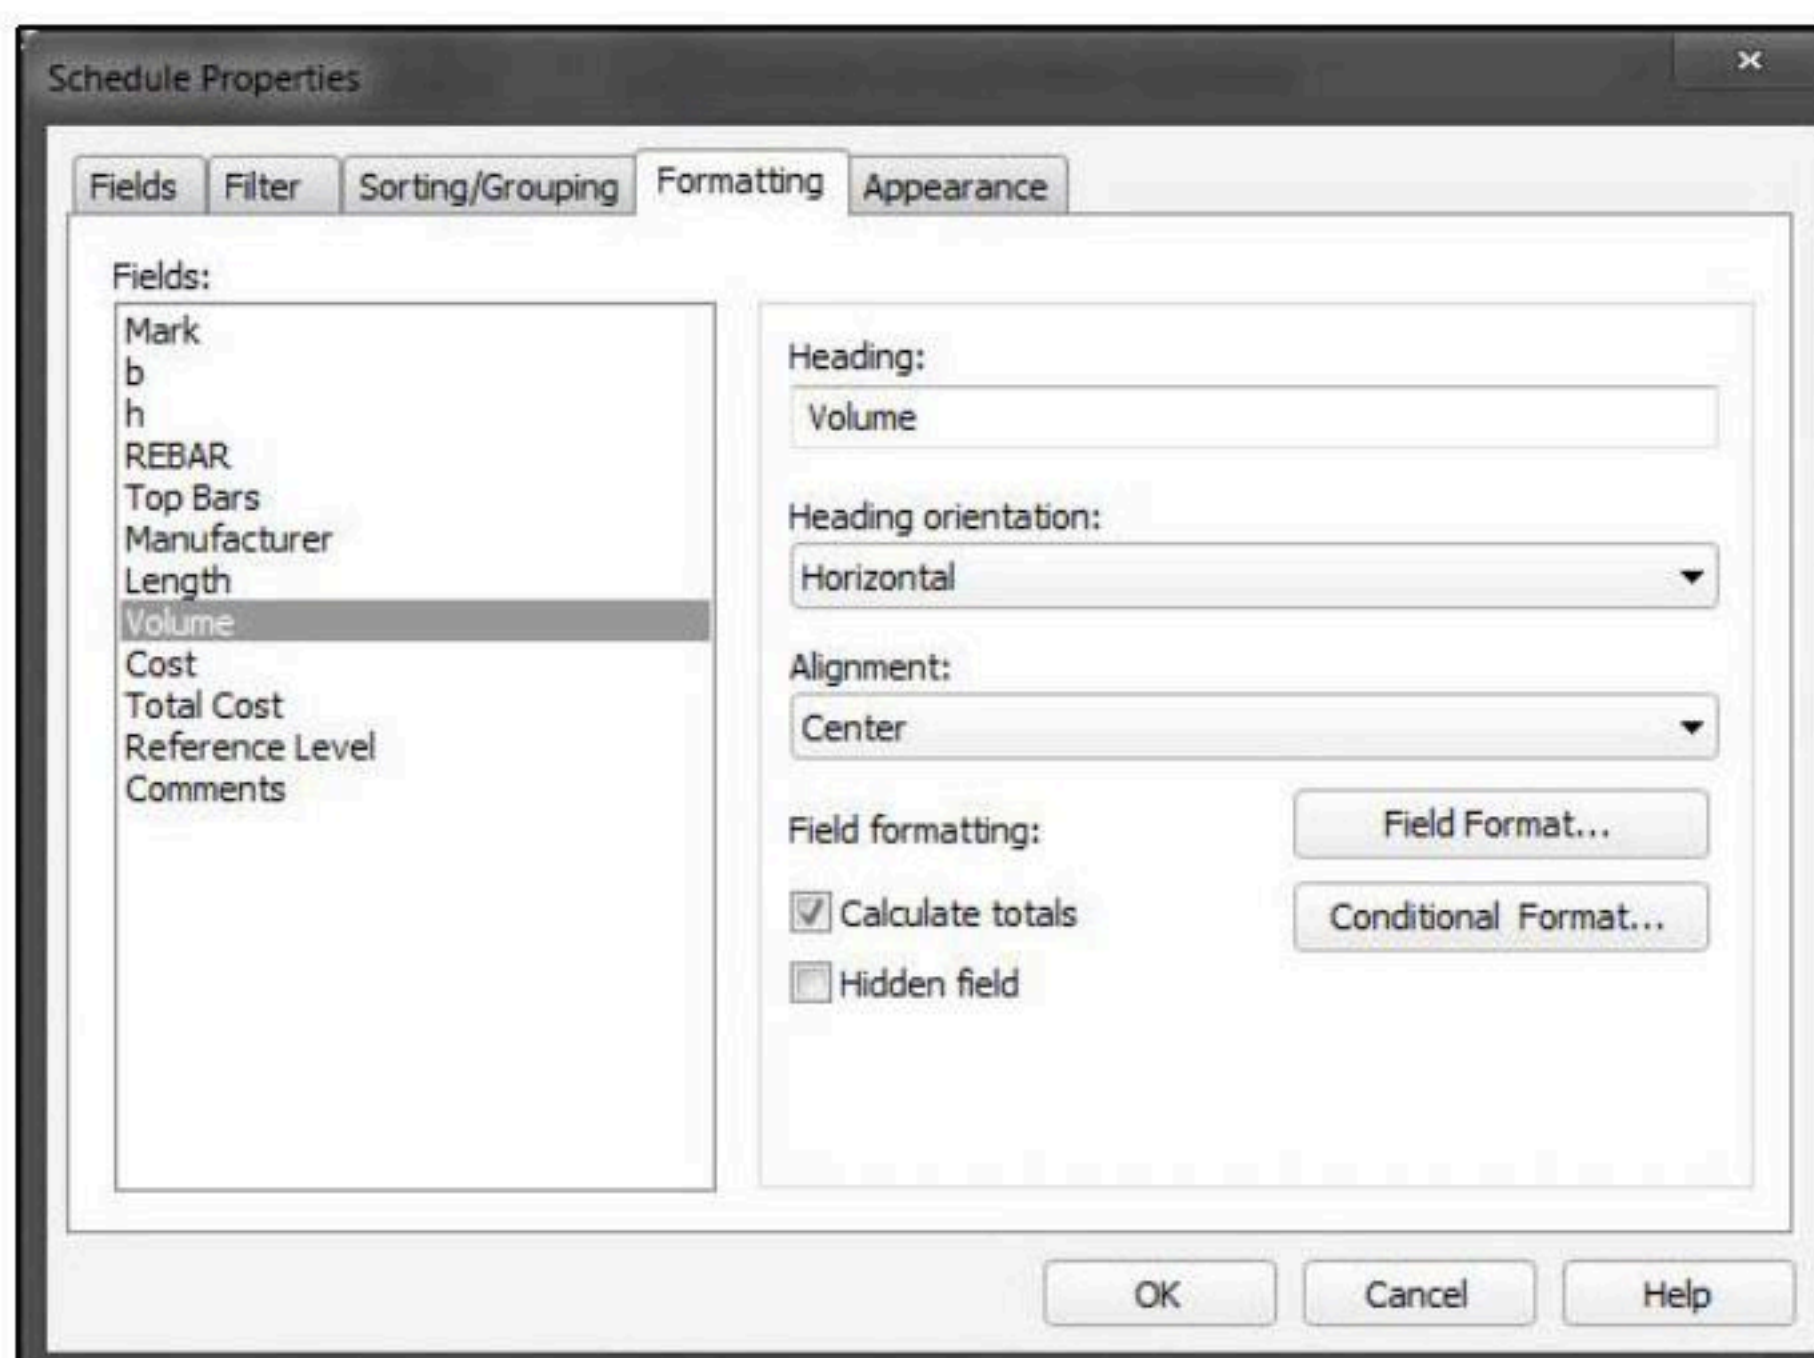 Schedule Properties
Fields Filter Sorting/Grouping Formatting Appearance
Fields:
Mark
b
h
REBAR
Top Bars
Manufacturer
Length
Volume
Cost
Total Cost
Reference Level
Comments
Heading:
Volume
Heading orientation:
Horizontal
Alignment:
Center
Field formatting:
Field Format...
Calculate totals
Conditional Format...
Hidden field
OK Cancel Help